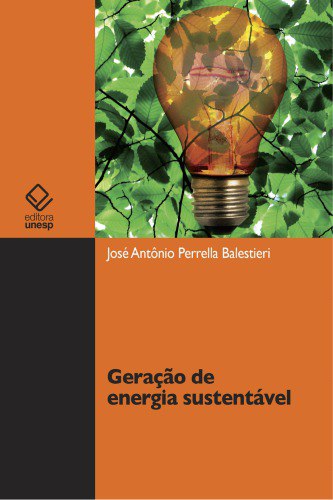 editora
unesp
José Antônio Perrella Balestieri
Geração de
energia sustentável